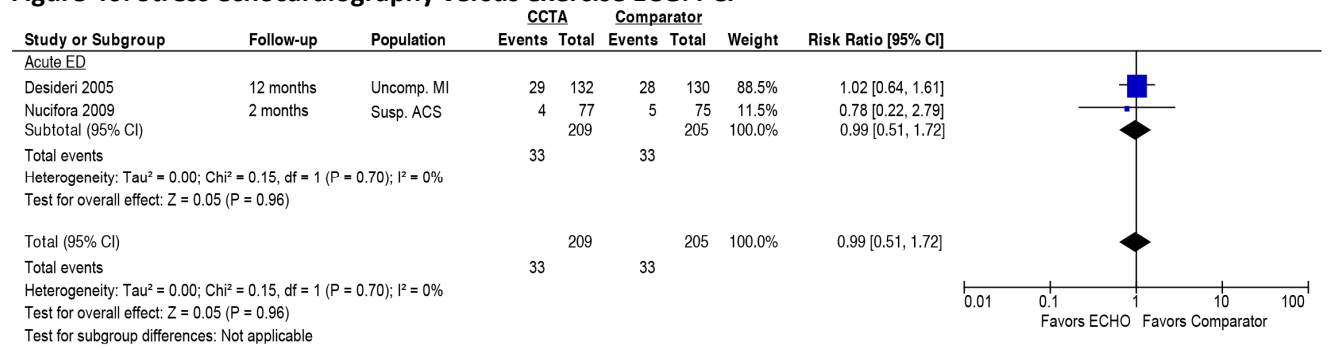 CCTA Comparator
Study or Subgroup Follow-up Population Events Total Events Total Weight Risk Ratio [95% CI]
Acute ED
Desideri 2005 12 months Uncomp. MI 29 132 28 130 88.5% 1.02 [0.64, 1.61]
Nucifora 2009 2 months Susp. ACS 4 77 5 75 11.5% 0.78 [0.22, 2.79]
Subtotal (95% CI) 209 205 100.0% 0.99 [0.51, 1.72]
Total events 33 33
Heterogeneity: Tau² = 0.00; Chi² = 0.15, df = 1 (P = 0.70); I² = 0%
Test for overall effect: Z = 0.05 (P = 0.96)
Total (95% CI) 209 205 100.0% 0.99 [0.51, 1.72]
Total events 33 33
Heterogeneity: Tau² = 0.00; Chi² = 0.15, df = 1 (P = 0.70); I² = 0%
0.01 0.1 1 10 100
Test for overall effect: Z = 0.05 (P = 0.96)
Favors ECHO Favors Comparator
Test for subgroup differences: Not applicable